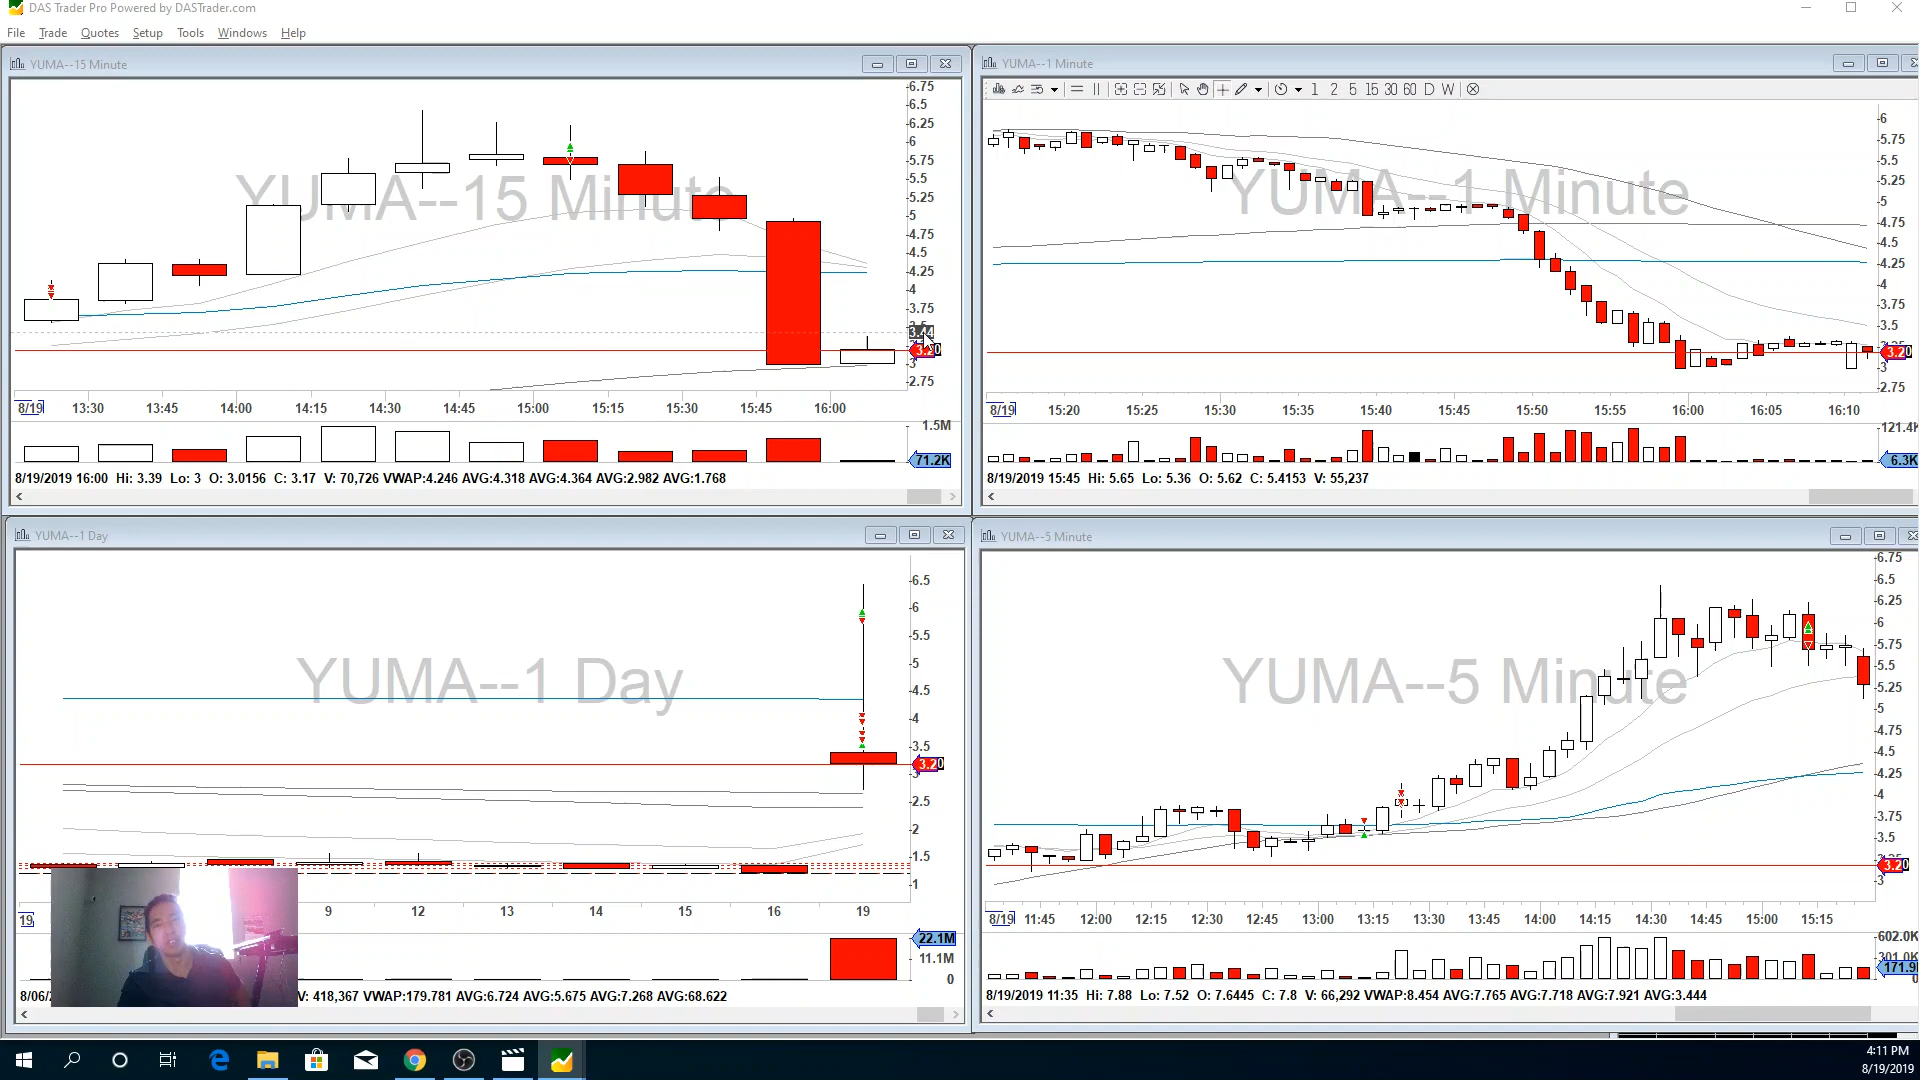 DAS Trader Pro Powered by DASTrader.com
File Trade Quotes Setup Tools Windows Help
YUMA--15 Minute
YUMA--15 Minute
6.75
6.5
6.25
6
5.75
5.5
5.25
5
4.75
4.5
4.25
4
3.75
3.44
3.20
3
2.75
8/19 13:30 13:45 14:00 14:15 14:30 14:45 15:00 15:15 15:30 15:45 16:00
1.5M
71.2K
8/19/2019 16:00 Hi: 3.39 Lo: 3 O: 3.0156 C: 3.17 V: 70,726 VWAP:4.246 AVG:4.318 AVG:4.364 AVG:2.982 AVG:1.768
YUMA--1 Minute
1 2 5 15 30 60 D W
YUMA--1 Minute
6
5.75
5.5
5.25
5
4.75
4.5
4.25
4
3.75
3.5
3.20
3
2.75
8/19 15:20 15:25 15:30 15:35 15:40 15:45 15:50 15:55 16:00 16:05 16:10
121.4K
6.3K
8/19/2019 15:45 Hi: 5.65 Lo: 5.36 O: 5.62 C: 5.4153 V: 55,237
YUMA--1 Day
YUMA--1 Day
6.5
6
5.5
5
4.5
4
3.5
3.20
3
2.5
2
1.5
1
19 9 12 13 14 15 16 19
22.1M
11.1M
0
8/06/ V: 418,367 VWAP:179.781 AVG:6.724 AVG:5.675 AVG:7.268 AVG:68.622
YUMA--5 Minute
YUMA--5 Minute
6.75
6.5
6.25
6
5.75
5.5
5.25
5
4.75
4.5
4.25
4
3.75
3.5
3.20
3
8/19 11:45 12:00 12:15 12:30 12:45 13:00 13:15 13:30 13:45 14:00 14:15 14:30 14:45 15:00 15:15
602.0K
301.0K
171.9
0
8/19/2019 11:35 Hi: 7.88 Lo: 7.52 O: 7.6445 C: 7.8 V: 66,292 VWAP:8.454 AVG:7.765 AVG:7.718 AVG:7.921 AVG:3.444
4:11 PM
8/19/2019